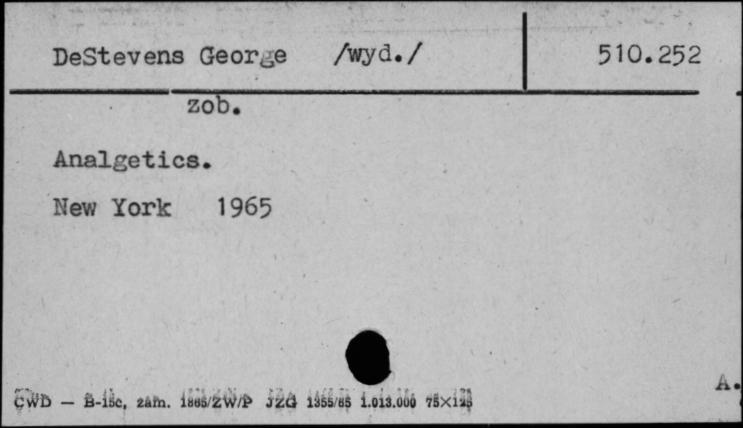 DeStevens George /wyd./ 510.252
zob.
Analgetics.
New York 1965
A.
CWD — B-15c, zam. 1865/ZW/P JZG 1355/65 1.013.000 75×125